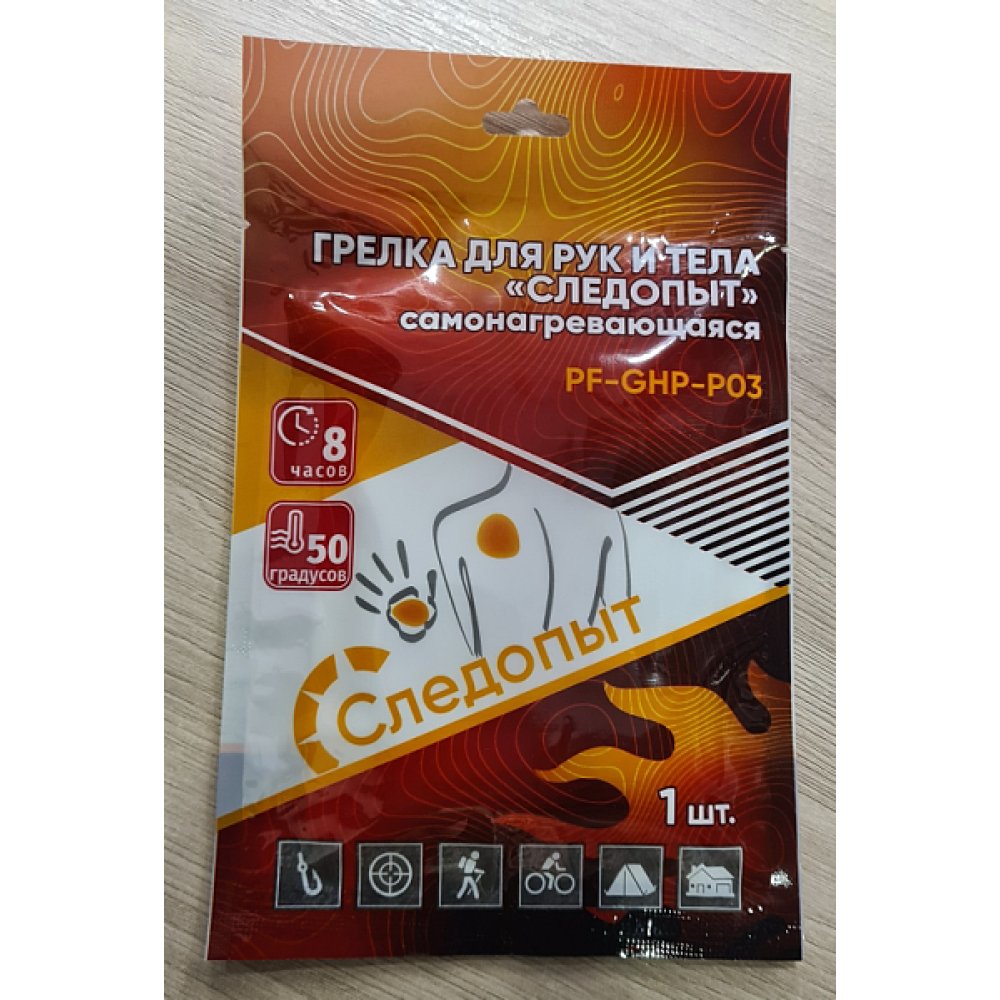 ГРЕЛКА ДЛЯ РУК И ТЕЛА
«СЛЕДОПЫТ»
самонагревающаяся
PF-GHP-P03
8
часов
50
градусов
Следопыт
1 шт.